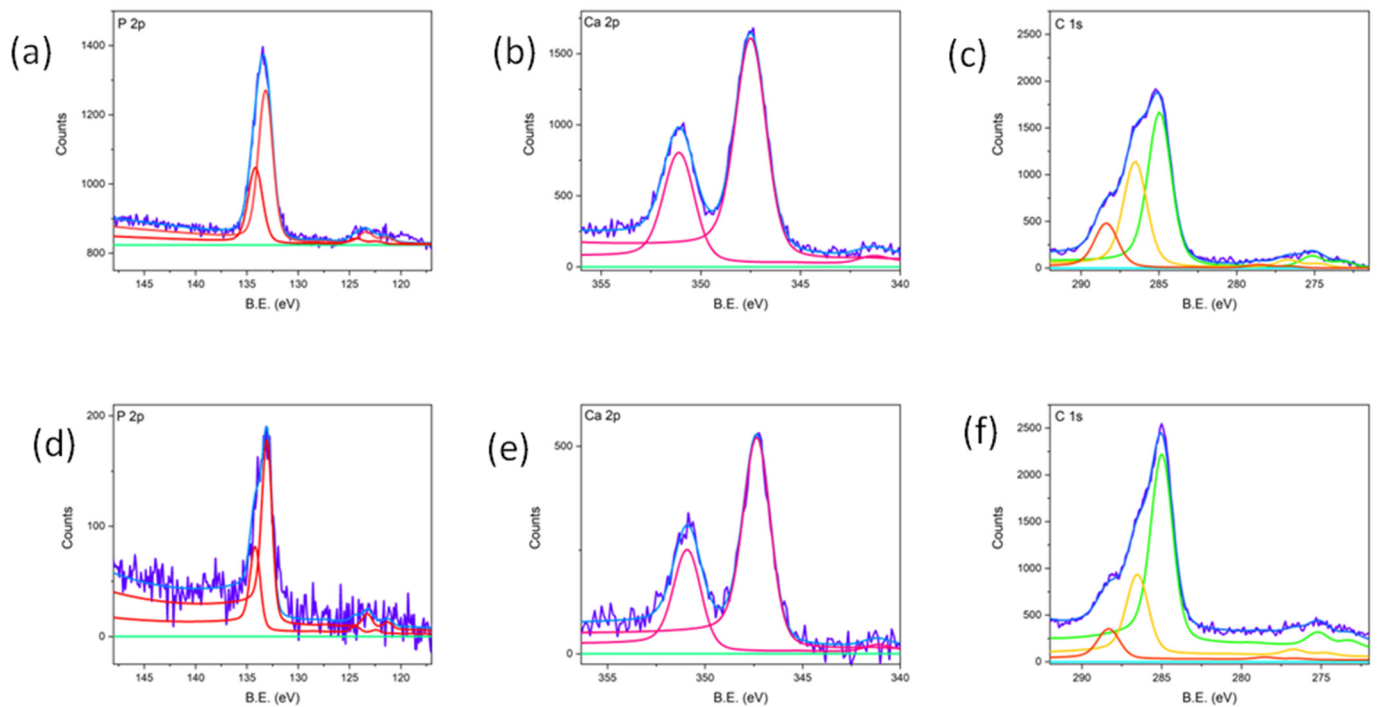 (a)
P 2p
Counts
1400
1200
1000
800
145 140 135 130 125 120
B.E. (eV)
(b)
Ca 2p
Counts
1500
1000
500
0
355 350 345 340
B.E. (eV)
(c)
C 1s
Counts
2500
2000
1500
1000
500
0
290 285 280 275
B.E. (eV)
(d)
P 2p
Counts
200
100
0
145 140 135 130 125 120
B.E. (eV)
(e)
Ca 2p
Counts
500
0
355 350 345 340
B.E. (eV)
(f)
C 1s
Counts
2500
2000
1500
1000
500
0
290 285 280 275
B.E. (eV)